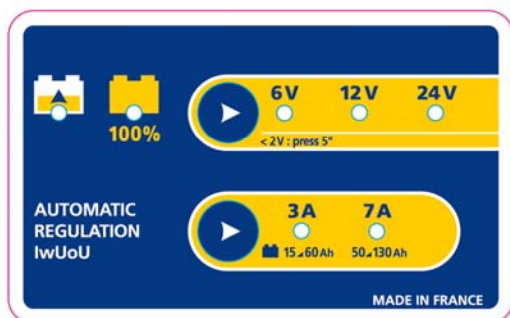 6V 12V 24V
100%
< 2V : press 5"
AUTOMATIC
REGULATION
IwUoU
3A 7A
15◢60Ah 50◢130Ah
MADE IN FRANCE